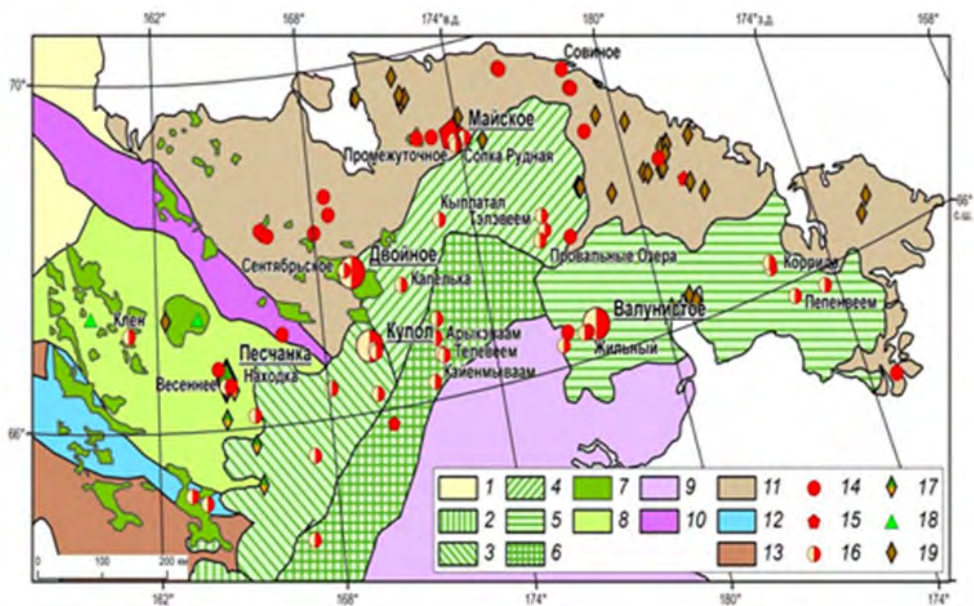 162° 168° 174°в.д. 180° 174°з.д. 168°
70°
Совиное
Майское
Промежуточное Сопка Рудная
Кыплатап
Тэлэвеем
66°
с.ш.
Сентябрьское Двойное
Провальные Озера
Коррида
Капелька
Пепенвеем
Клен
Валунистое
Купол Арыкэваам
Жильный
Песчанка
Телевеем
Находка
Весеннее
Кайенмываам
66°
1 4 7 9 11 14 17
2 5 8 10 12 15 18
3 6 13 16 19
0 100 200 км
162° 168° 174° 180° 174°